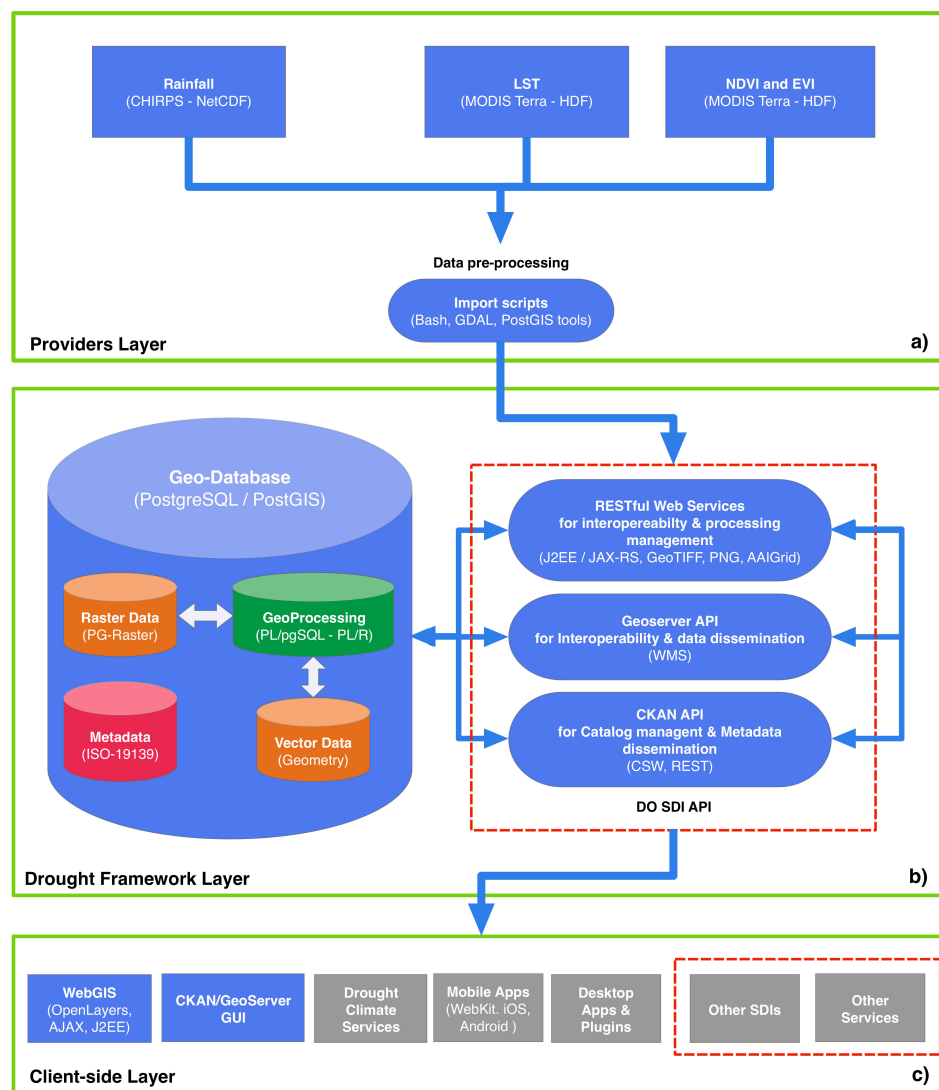 Rainfall
(CHIRPS - NetCDF)
LST
(MODIS Terra - HDF)
NDVI and EVI
(MODIS Terra - HDF)
Data pre-processing
Import scripts
(Bash, GDAL, PostGIS tools)
Providers Layer
a)
Geo-Database
(PostgreSQL / PostGIS)
Raster Data
(PG-Raster)
GeoProcessing
(PL/pgSQL - PL/R)
Metadata
(ISO-19139)
Vector Data
(Geometry)
RESTful Web Services
for interopereabilty & processing
management
(J2EE / JAX-RS, GeoTIFF, PNG, AAIGrid)
Geoserver API
for Interoperability & data dissemination
(WMS)
CKAN API
for Catalog managent & Metadata
dissemination
(CSW, REST)
DO SDI API
Drought Framework Layer
b)
WebGIS
(OpenLayers,
AJAX, J2EE)
CKAN/GeoServer
GUI
Drought
Climate
Services
Mobile Apps
(WebKit. iOS,
Android )
Desktop
Apps &
Plugins
Other SDIs
Other
Services
Client-side Layer
c)